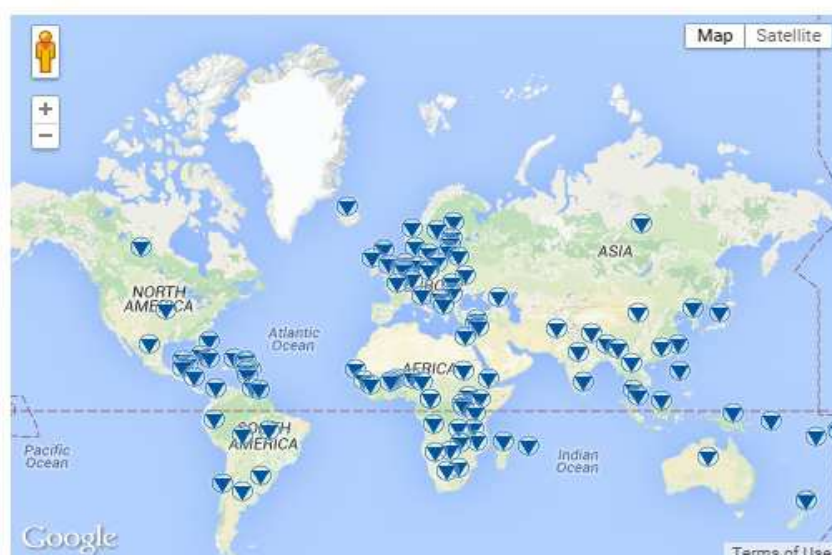 Map Satellite
+
−
ASIA
NORTH
AMERICA
Atlantic
Ocean
AFRICA
SOUTH
AMERICA
Pacific
Ocean
Indian
Ocean
Google
Terms of Use